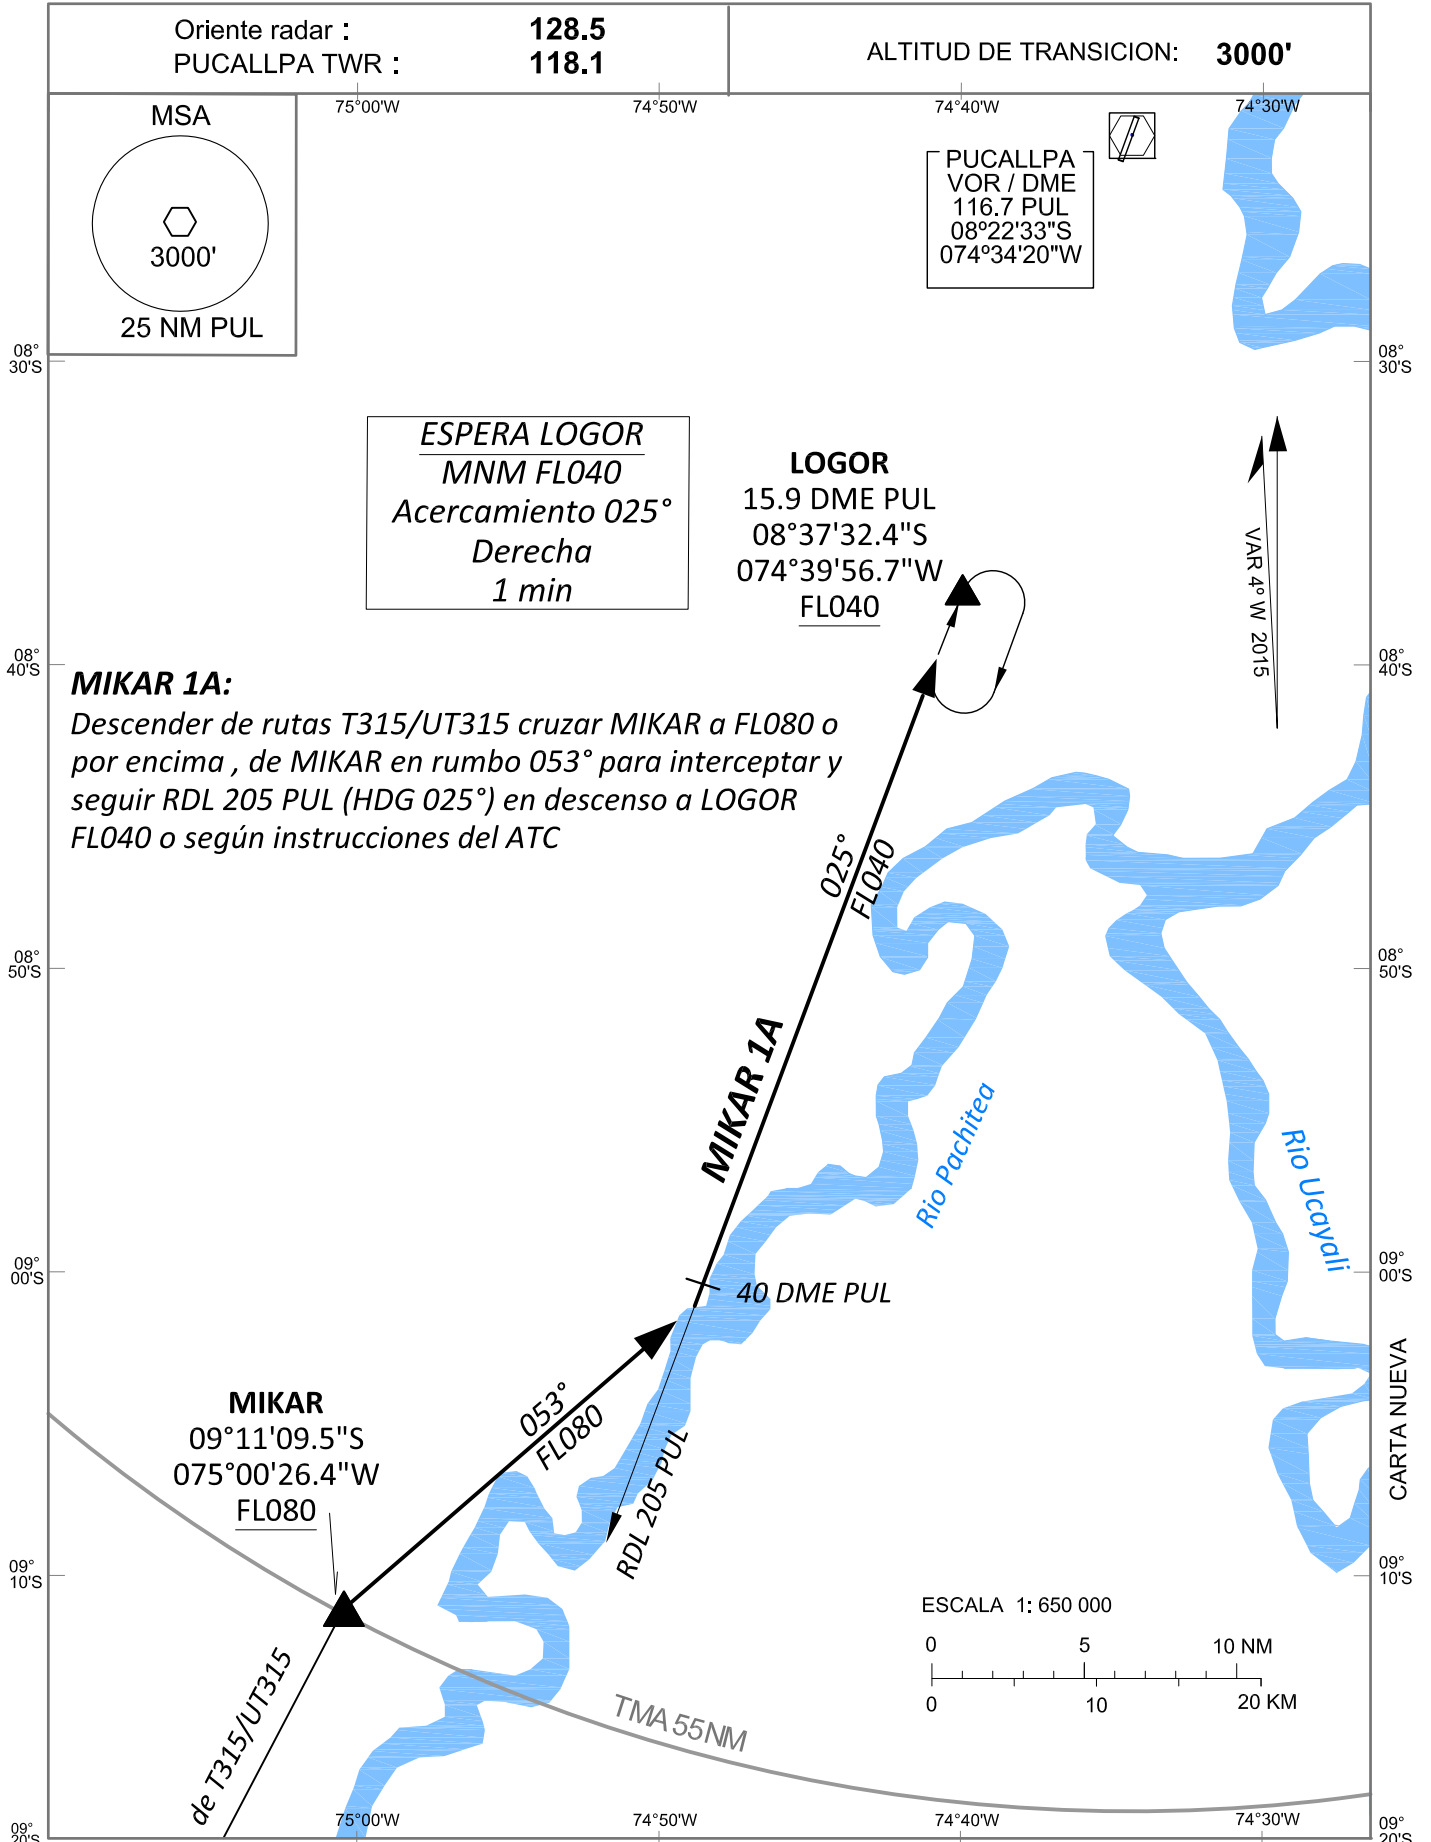 Oriente radar : 128.5
PUCALLPA TWR : 118.1
ALTITUD DE TRANSICION: 3000'
75°00'W
74°50'W
74°40'W
74°30'W
MSA
3000'
25 NM PUL
PUCALLPA
VOR / DME
116.7 PUL
08º22'33"S
074º34'20"W
08°
30'S
08°
30'S
ESPERA LOGOR
MNM FL040
Acercamiento 025°
Derecha
1 min
LOGOR
15.9 DME PUL
08°37'32.4"S
074°39'56.7"W
FL040
VAR 4º W 2015
08°
40'S
08°
40'S
MIKAR 1A:
Descender de rutas T315/UT315 cruzar MIKAR a FL080 o
por encima , de MIKAR en rumbo 053° para interceptar y
seguir RDL 205 PUL (HDG 025°) en descenso a LOGOR
FL040 o según instrucciones del ATC
025°
FL040
08°
50'S
08°
50'S
MIKAR 1A
Rio Pachitea
Rio Ucayali
09°
00'S
09°
00'S
40 DME PUL
CARTA NUEVA
MIKAR
09°11'09.5"S
075°00'26.4"W
FL080
053°
FL080
RDL 205 PUL
09°
10'S
09°
10'S
ESCALA 1: 650 000
0 5 10 NM
0 10 20 KM
de T315/UT315
TMA 55NM
75°00'W
74°50'W
74°40'W
74°30'W
09°
20'S
09°
20'S